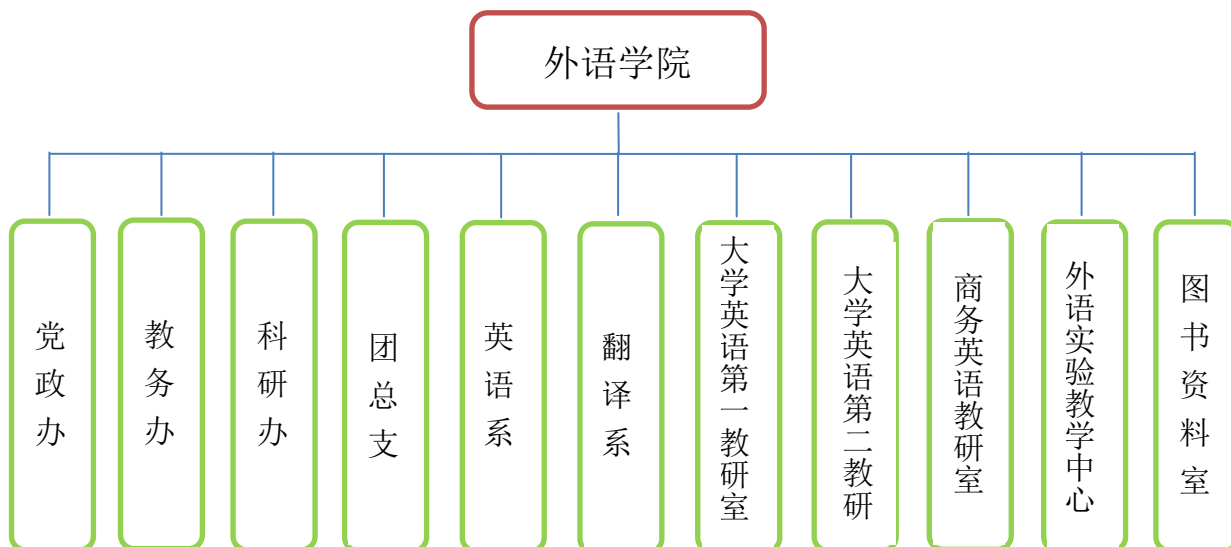 外语学院
党政办
教务办
科研办
团总支
英语系
翻译系
大学英语第一教研室
大学英语第二教研
商务英语教研室
外语实验教学中心
图书资料室